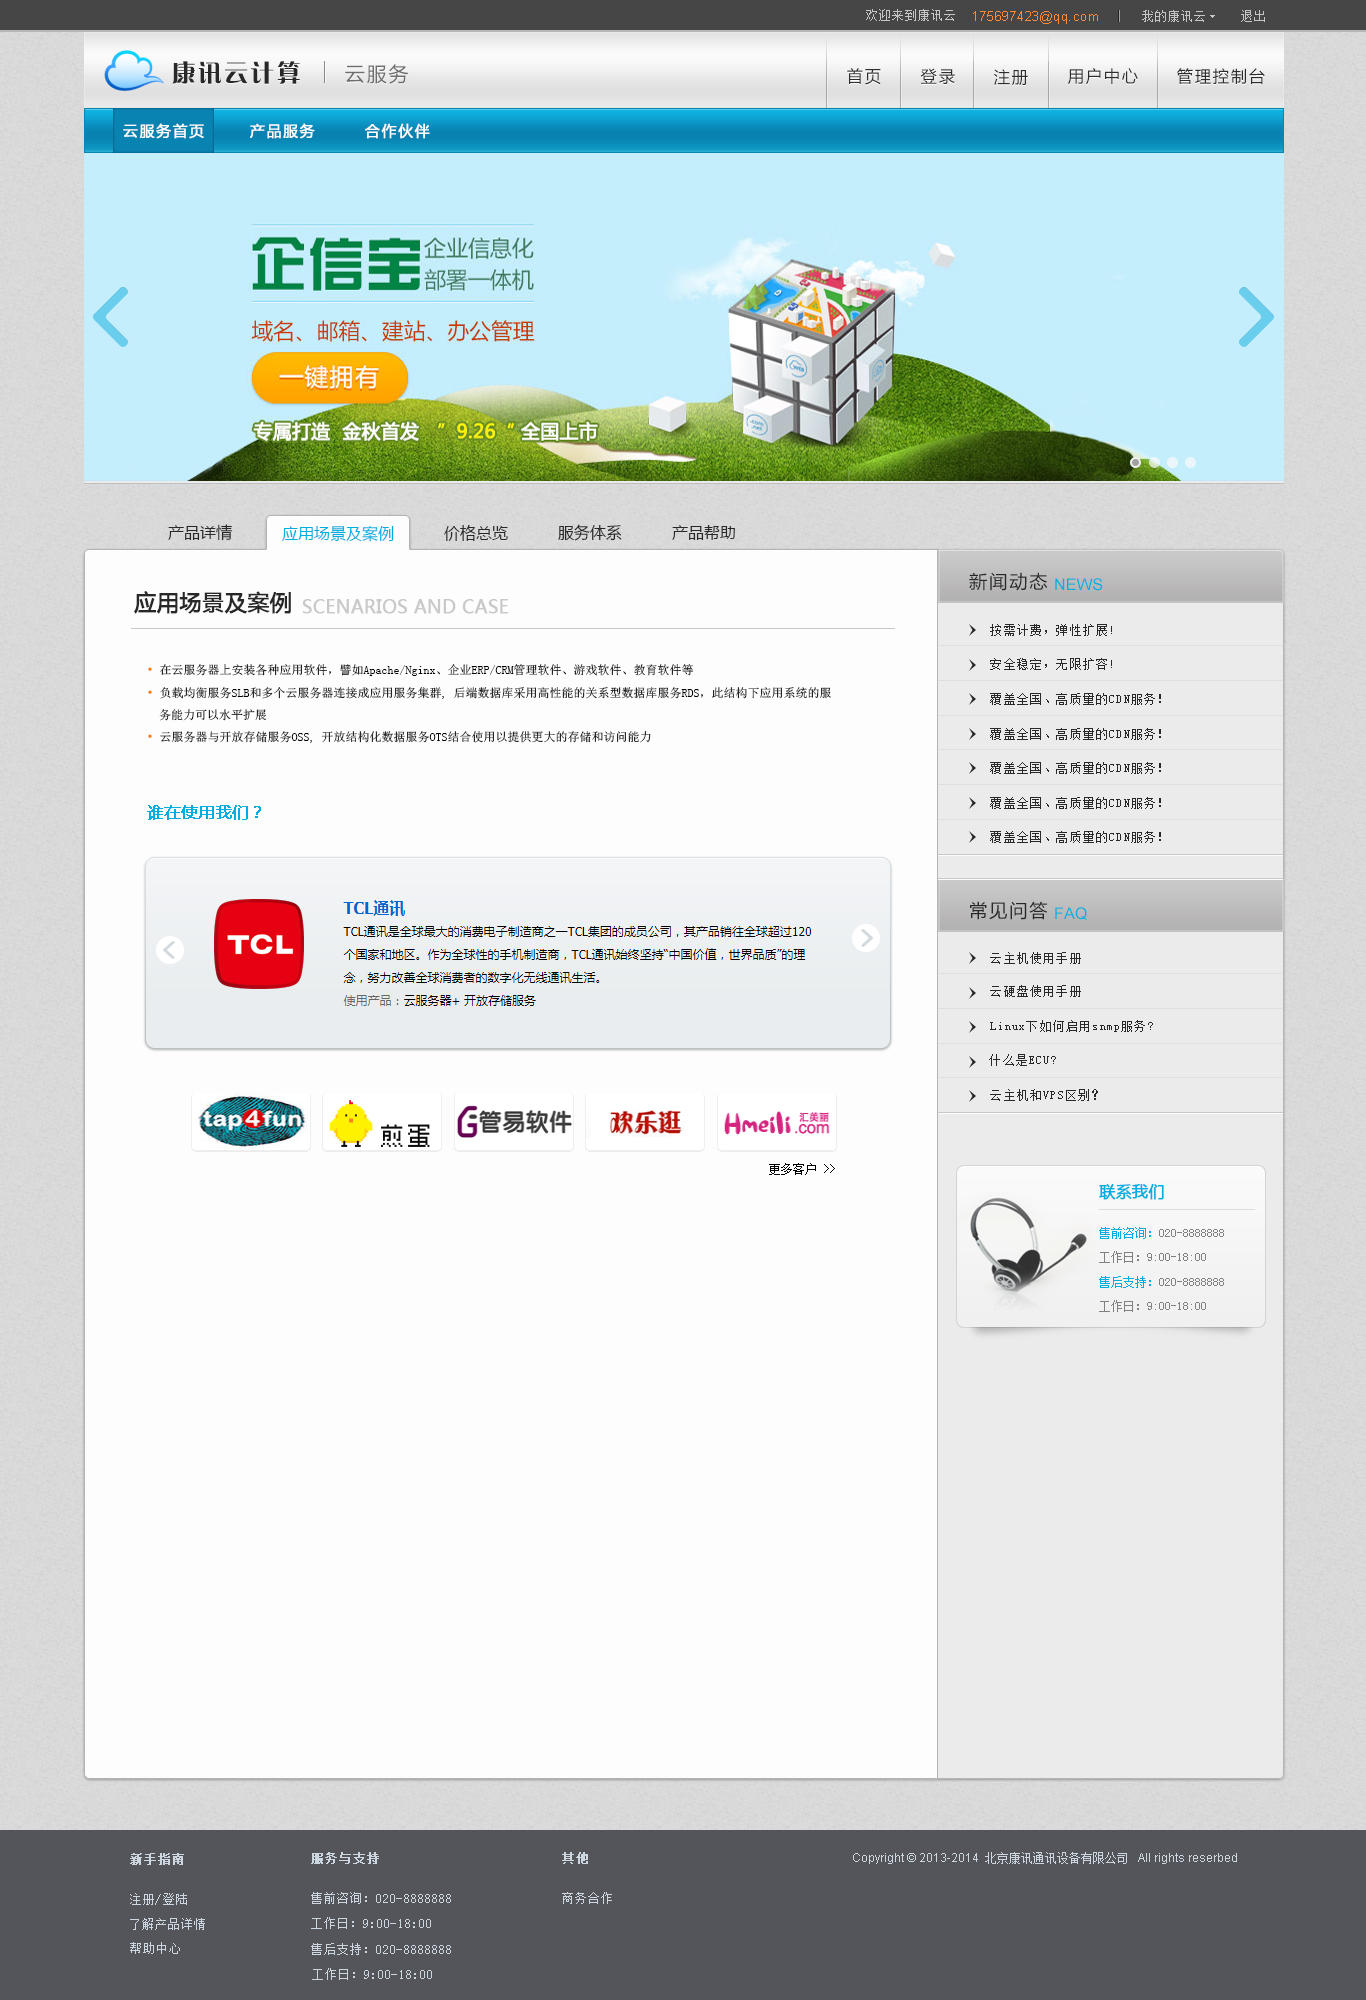 欢迎来到康讯云 175697423@qq.com | 我的康讯云 退出
康讯云计算 | 云服务
首页 登录 注册 用户中心 管理控制台
云服务首页 产品服务 合作伙伴
企信宝 企业信息化
部署一体机
域名、邮箱、建站、办公管理
一键拥有
专属打造 金秋首发 ” 9.26 “ 全国上市
产品详情 应用场景及案例 价格总览 服务体系 产品帮助
应用场景及案例 SCENARIOS AND CASE
在云服务器上安装各种应用软件，譬如Apache/Nginx、企业ERP/CRM管理软件、游戏软件、教育软件等
负载均衡服务SLB和多个云服务器连接成应用服务集群，后端数据库采用高性能的关系型数据库服务RDS，此结构下应用系统的服
务能力可以水平扩展
云服务器与开放存储服务OSS，开放结构化数据服务OTS结合使用以提供更大的存储和访问能力
谁在使用我们？
TCL
TCL通讯
TCL通讯是全球最大的消费电子制造商之一TCL集团的成员公司，其产品销往全球超过120
个国家和地区。作为全球性的手机制造商，TCL通讯始终坚持“中国价值，世界品质”的理
念，努力改善全球消费者的数字化无线通讯生活。
使用产品：云服务器+ 开放存储服务
tap4fun
煎蛋
管易软件
欢乐逛
Hmeili 汇美丽
.com
更多客户 >>
新闻动态 NEWS
按需计费，弹性扩展！
安全稳定，无限扩容！
覆盖全国、高质量的CDN服务！
覆盖全国、高质量的CDN服务！
覆盖全国、高质量的CDN服务！
覆盖全国、高质量的CDN服务！
覆盖全国、高质量的CDN服务！
常见问答 FAQ
云主机使用手册
云硬盘使用手册
Linux下如何启用snmp服务?
什么是ECU?
云主机和VPS区别?
联系我们
售前咨询：020-8888888
工作日：9:00-18:00
售后支持：020-8888888
工作日：9:00-18:00
新手指南
注册/登陆
了解产品详情
帮助中心
服务与支持
售前咨询：020-8888888
工作日：9:00-18:00
售后支持：020-8888888
工作日：9:00-18:00
其他
商务合作
Copyright © 2013-2014 北京康讯通讯设备有限公司 All rights reserbed